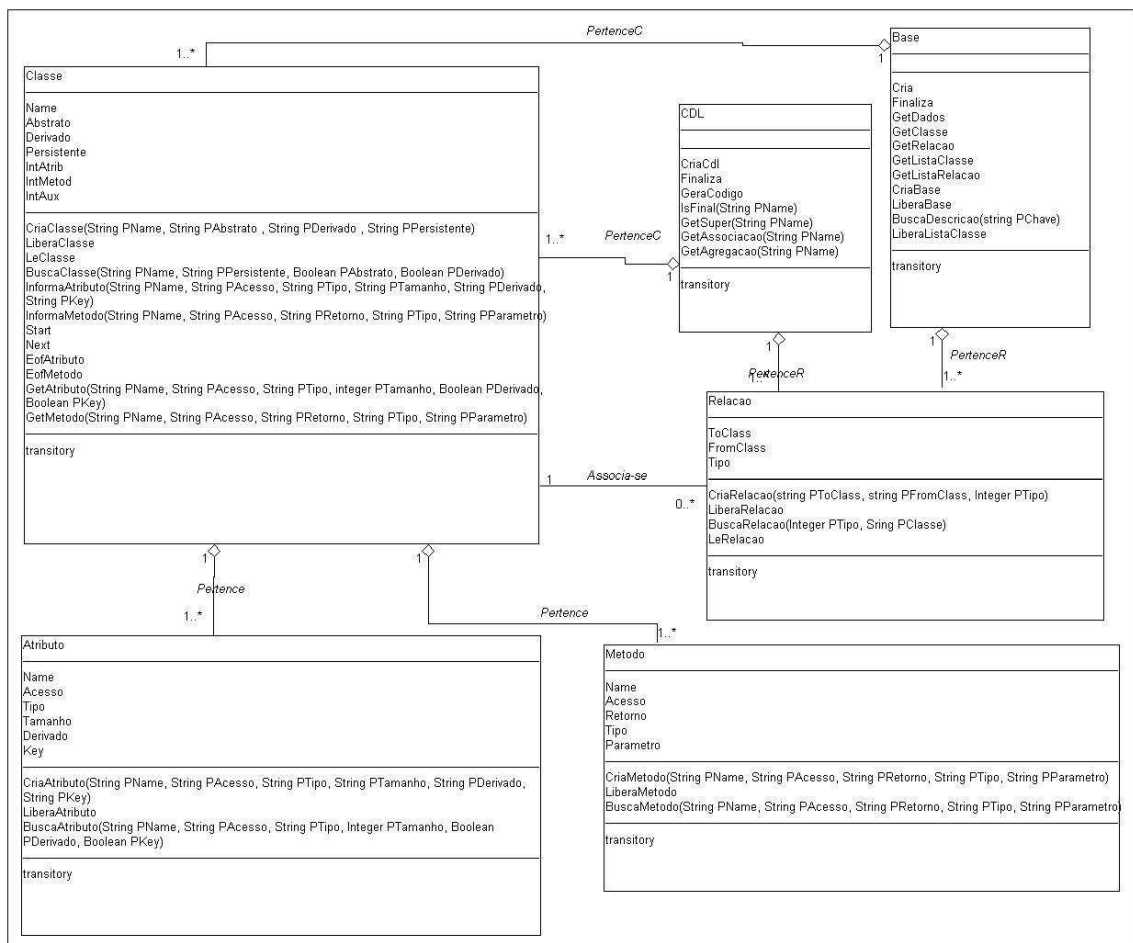 PertenceC
1..*
1
Base
Cria
Finaliza
GetDados
GetClasse
GetRelacao
GetListaClasse
GetListaRelacao
CriaBase
LiberaBase
BuscaDescricao(string PChave)
LiberaListaClasse
transitory
Classe
Name
Abstrato
Derivado
Persistente
IntAtrib
IntMetod
IntAux
CriaClasse(String PName, String PAbstrato , String PDerivado , String PPersistente)
LiberaClasse
LeClasse
BuscaClasse(String PName, String PPersistente, Boolean PAbstrato, Boolean PDerivado)
InformaAtributo(String PName, String PAcesso, String PTipo, String PTamanho, String PDerivado,
String PKey)
InformaMetodo(String PName, String PAcesso, String PRetorno, String PTipo, String PParametro)
Start
Next
EofAtributo
EofMetodo
GetAtributo(String PName, String PAcesso, String PTipo, integer PTamanho, Boolean PDerivado,
Boolean PKey)
GetMetodo(String PName, String PAcesso, String PRetorno, String PTipo, String PParametro)
transitory
CDL
CriaCdl
Finaliza
GeraCodigo
IsFinal(String PName)
GetSuper(String PName)
GetAssociacao(String PName)
GetAgregacao(String PName)
transitory
1..*
PertenceC
1
1
1..*
PertenceR
1
PertenceR
1..*
Relacao
ToClass
FromClass
Tipo
CriaRelacao(string PToClass, string PFromClass, Integer PTipo)
LiberaRelacao
BuscaRelacao(Integer PTipo, Sring PClasse)
LeRelacao
transitory
1
Associa-se
0..*
1
Pertence
1..*
1
Pertence
1..*
Atributo
Name
Acesso
Tipo
Tamanho
Derivado
Key
CriaAtributo(String PName, String PAcesso, String PTipo, String PTamanho, String PDerivado,
String PKey)
LiberaAtributo
BuscaAtributo(String PName, String PAcesso, String PTipo, Integer PTamanho, Boolean
PDerivado, Boolean PKey)
transitory
Metodo
Name
Acesso
Retorno
Tipo
Parametro
CriaMetodo(String PName, String PAcesso, String PRetorno, String PTipo, String PParametro)
LiberaMetodo
BuscaMetodo(String PName, String PAcesso, String PRetorno, String PTipo, String PParametro)
transitory